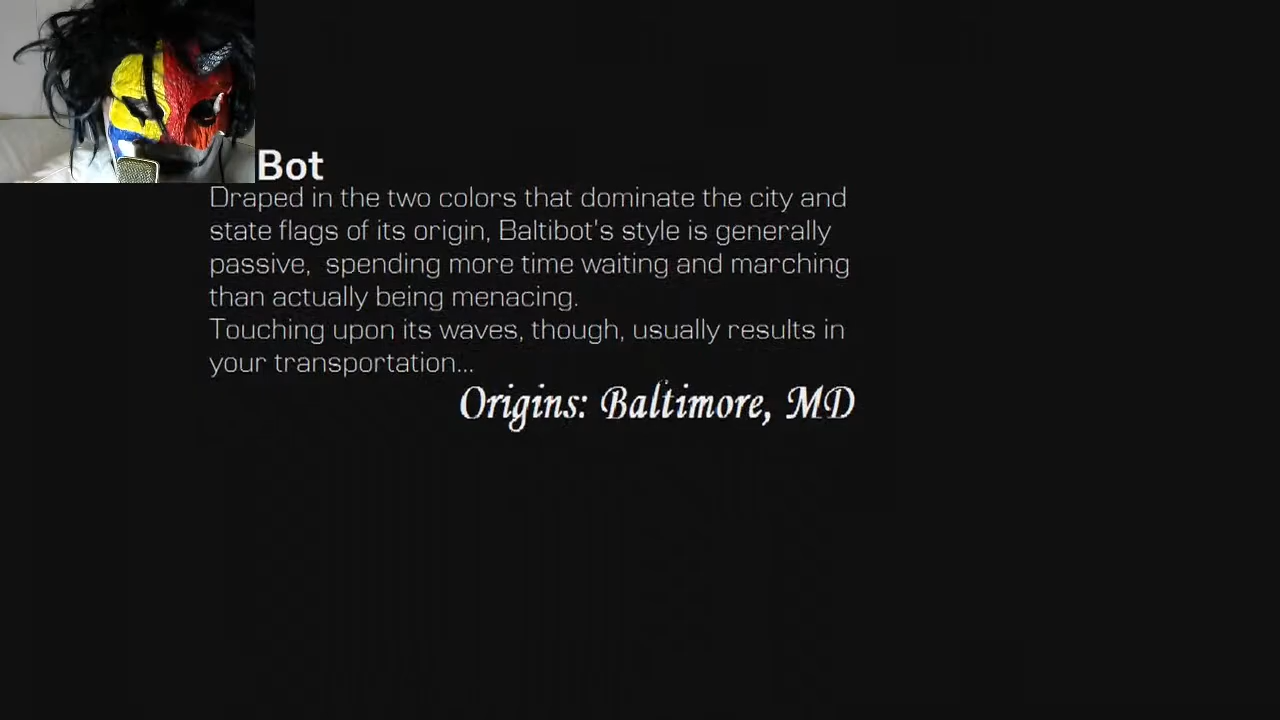 Bot
Draped in the two colors that dominate the city and
state flags of its origin, Baltibot's style is generally
passive,  spending more time waiting and marching
than actually being menacing.
Touching upon its waves, though, usually results in
your transportation...
Origins: Baltimore, MD